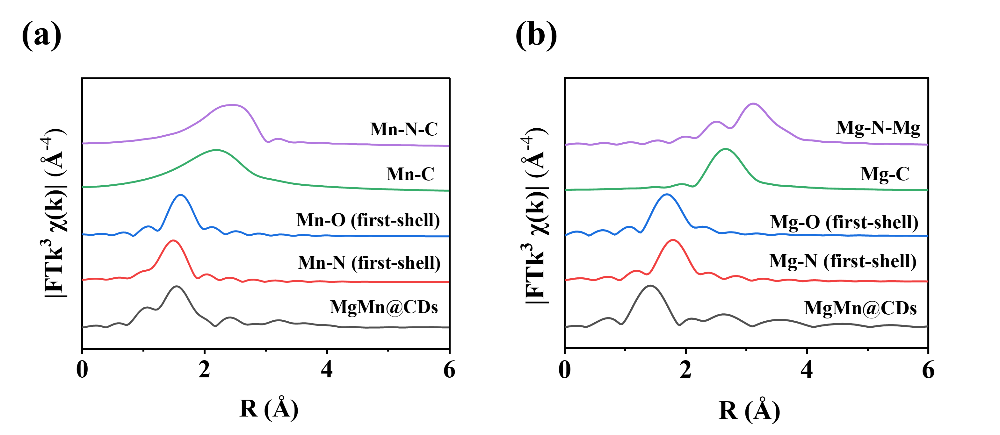 (a)
|FTk³ χ(k)| (Å⁻⁴)
Mn-N-C
Mn-C
Mn-O (first-shell)
Mn-N (first-shell)
MgMn@CDs
0 2 4 6
R (Å)
(b)
|FTk³ χ(k)| (Å⁻⁴)
Mg-N-Mg
Mg-C
Mg-O (first-shell)
Mg-N (first-shell)
MgMn@CDs
0 2 4 6
R (Å)